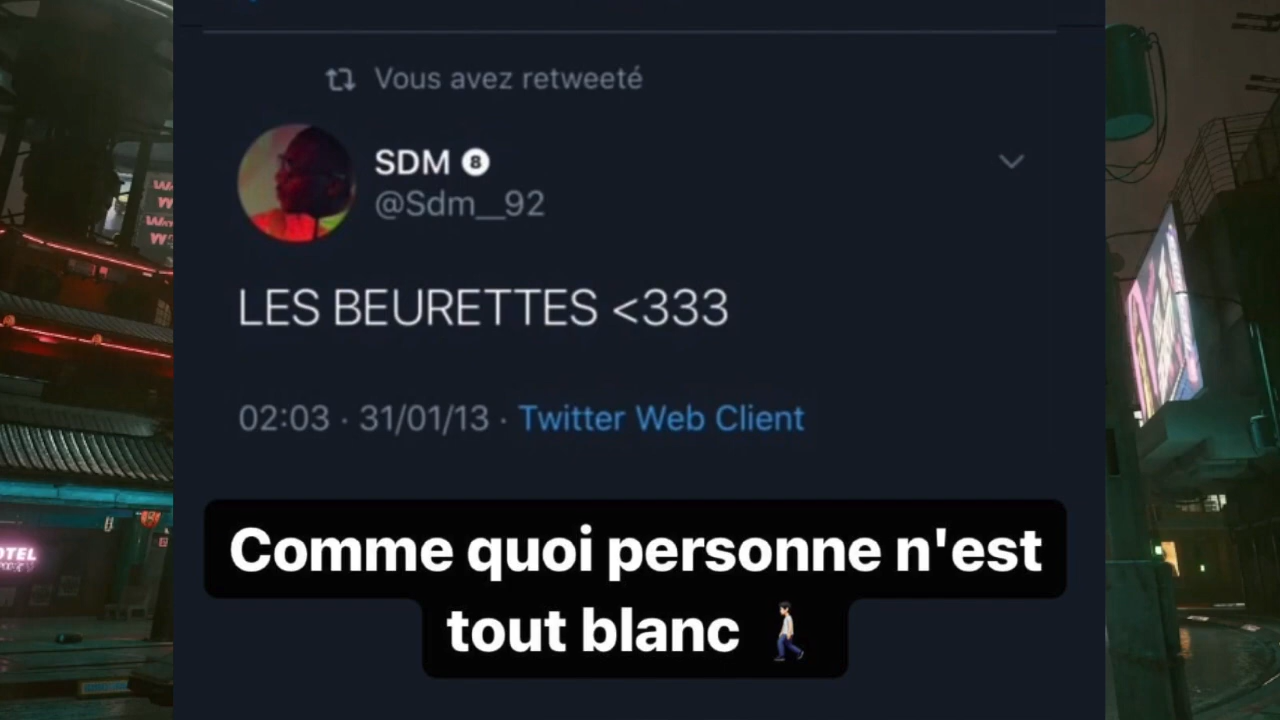 Vous avez retweeté
SDM 8
@Sdm__92
LES BEURETTES <333
02:03 · 31/01/13 · Twitter Web Client
Comme quoi personne n'est
tout blanc 🚶🏻